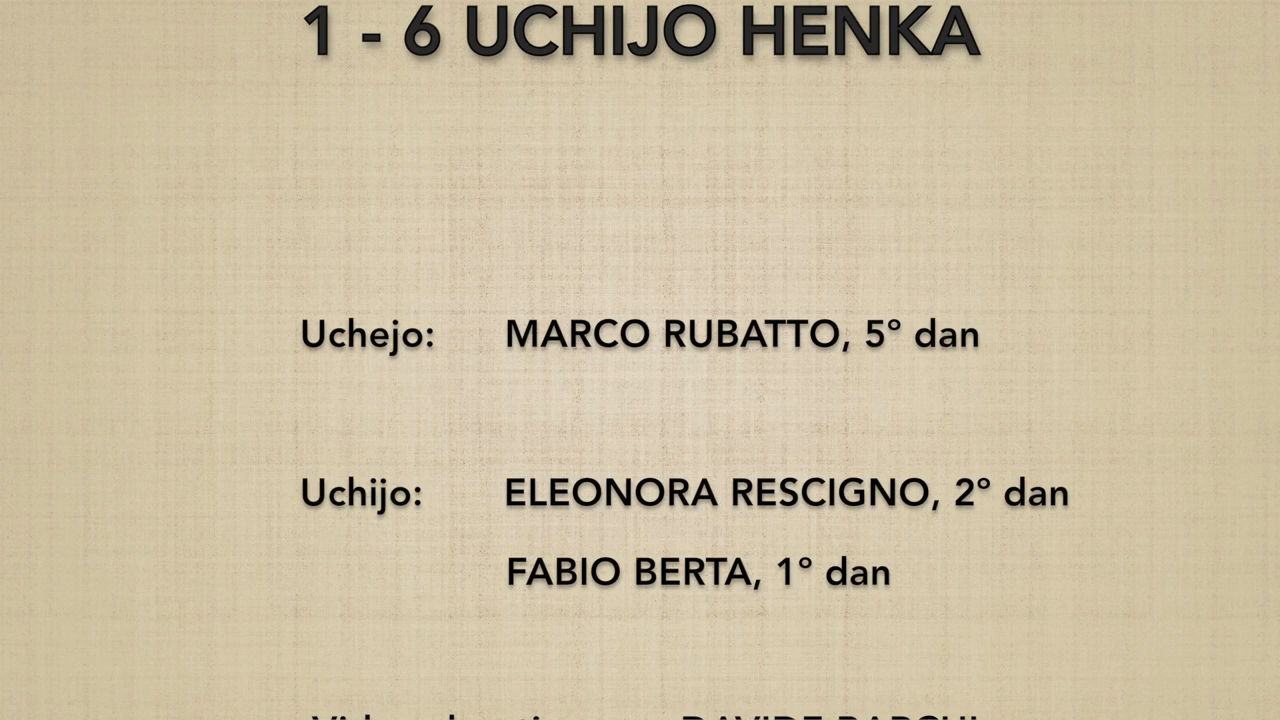 1 - 6 UCHIJO HENKA
Uchejo: MARCO RUBATTO, 5° dan
Uchijo: ELEONORA RESCIGNO, 2° dan
FABIO BERTA, 1° dan